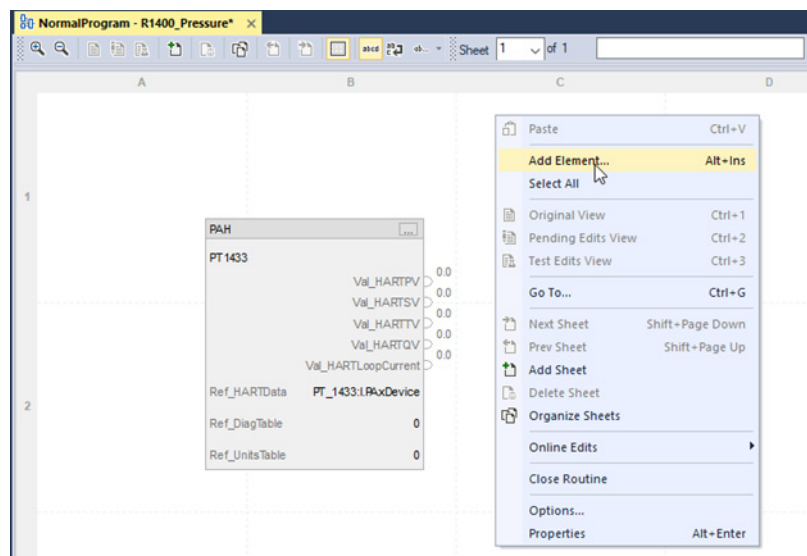 NormalProgram - R1400_Pressure*
abcd
Sheet 1 of 1
A B C D
1
2
PAH ...
PT1433
Val_HARTPV 0.0
Val_HARTSV 0.0
Val_HARTTV 0.0
Val_HARTQV 0.0
Val_HARTLoopCurrent 0.0
Ref_HARTData PT_1433:I.PAxDevice
Ref_DiagTable 0
Ref_UnitsTable 0
Paste Ctrl+V
Add Element... Alt+Ins
Select All
Original View Ctrl+1
Pending Edits View Ctrl+2
Test Edits View Ctrl+3
Go To... Ctrl+G
Next Sheet Shift+Page Down
Prev Sheet Shift+Page Up
Add Sheet
Delete Sheet
Organize Sheets
Online Edits
Close Routine
Options...
Properties Alt+Enter